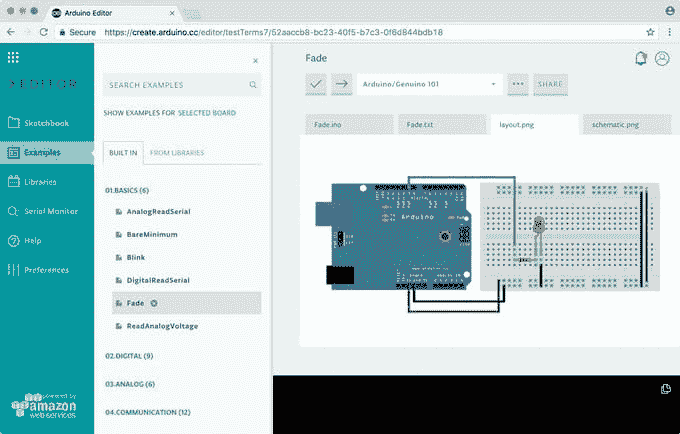 Arduino Editor
Secure https://create.arduino.cc/editor/testTerms7/52aaccb8-bc23-40f5-b7c3-0f6d844bdb18
EDITOR
Sketchbook
Examples
Libraries
Serial Monitor
Help
Preferences
powered by
amazon
webservices
SEARCH EXAMPLES
SHOW EXAMPLES FOR SELECTED BOARD
BUILT IN
FROM LIBRARIES
01.BASICS (6)
AnalogReadSerial
BareMinimum
Blink
DigitalReadSerial
Fade
ReadAnalogVoltage
02.DIGITAL (9)
03.ANALOG (6)
04.COMMUNICATION (12)
Fade
Arduino/Genuino 101
SHARE
Fade.ino
Fade.txt
layout.png
schematic.png
Arduino